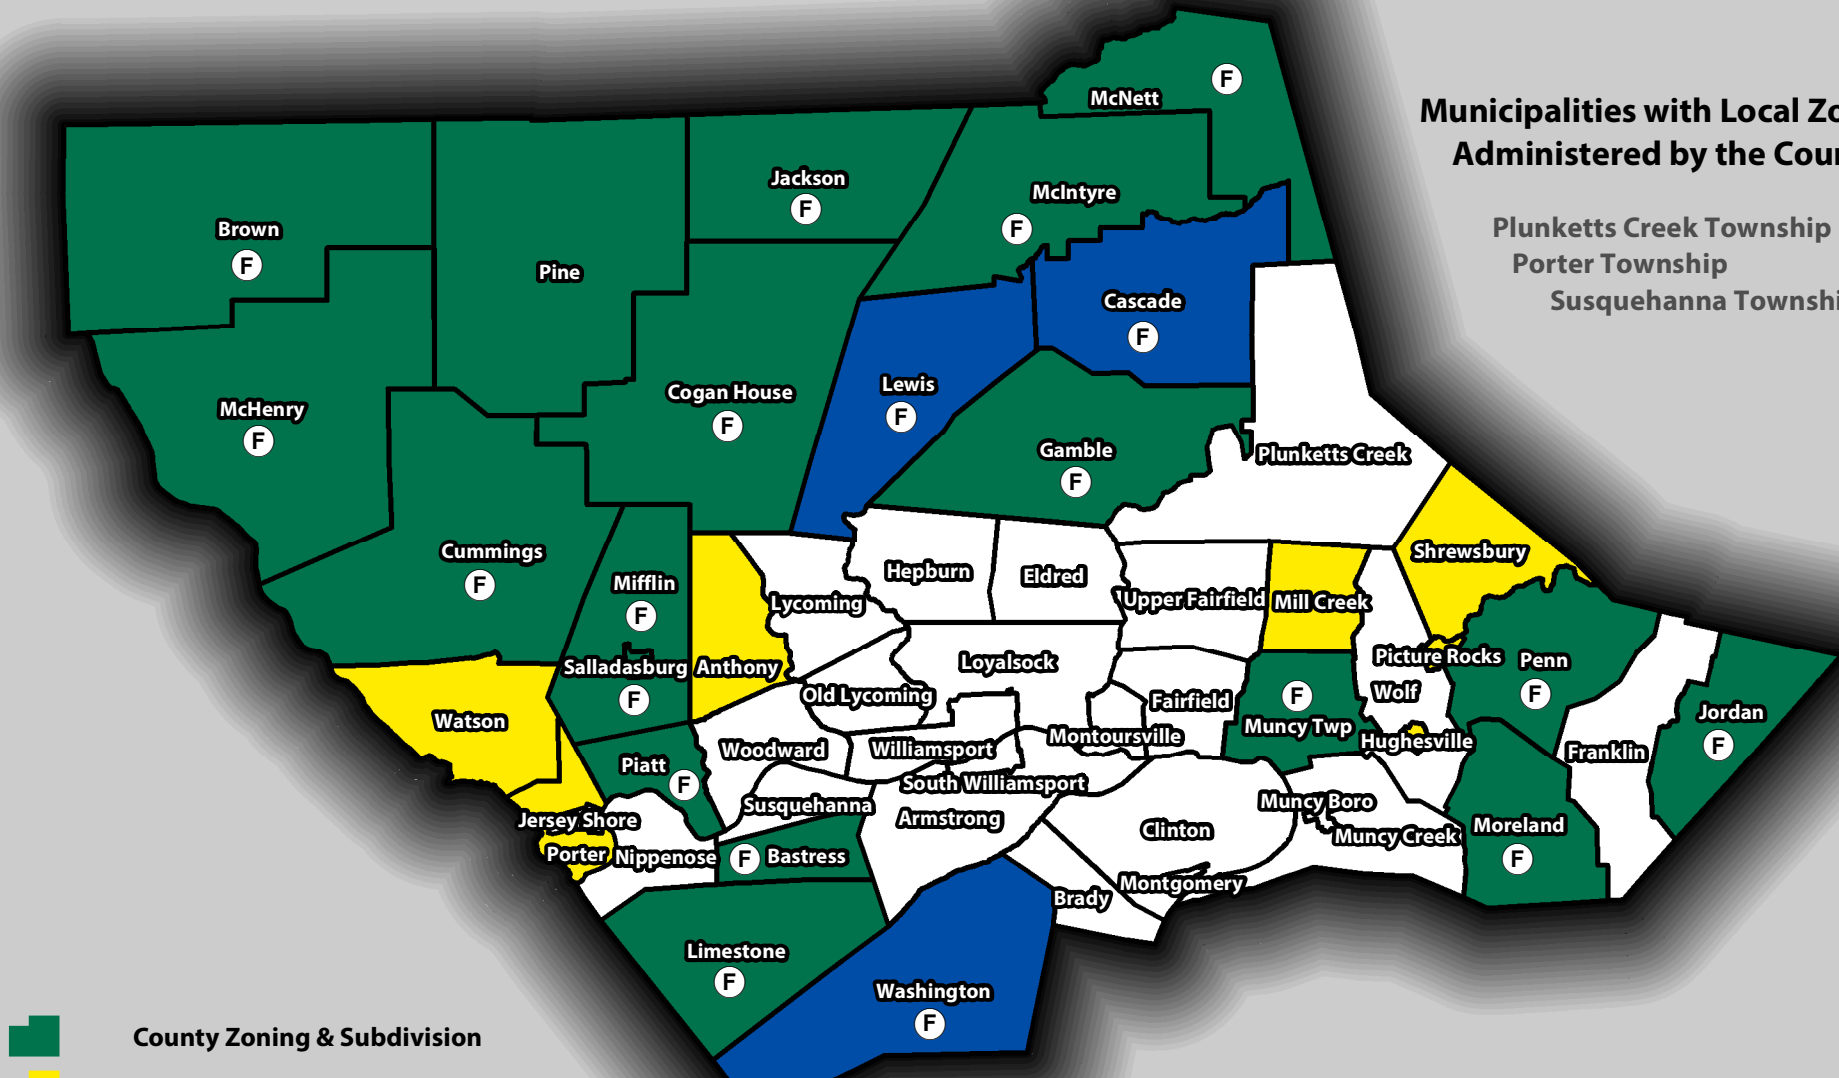 McNett
F
Municipalities with Local Zo
Administered by the Cou
Plunketts Creek Township
Porter Township
Susquehanna Townshi
Jackson
F
McIntyre
F
Brown
F
Pine
Cascade
F
Lewis
F
Cogan House
F
McHenry
F
Gamble
F
Plunketts Creek
Cummings
F
Mifflin
F
Hepburn
Eldred
Shrewsbury
Lycoming
Upper Fairfield
Mill Creek
Salladasburg
F
Anthony
Loyalsock
Picture Rocks
Penn
F
Old Lycoming
Fairfield
F
Muncy Twp
Wolf
Jordan
F
Watson
Woodward
Williamsport
Montoursville
Hughesville
Franklin
Piatt
F
South Williamsport
Susquehanna
Armstrong
Muncy Boro
Jersey Shore
Clinton
Muncy Creek
Moreland
F
Porter
Nippenose
F
Bastress
Montgomery
Brady
Limestone
F
Washington
F
County Zoning & Subdivision